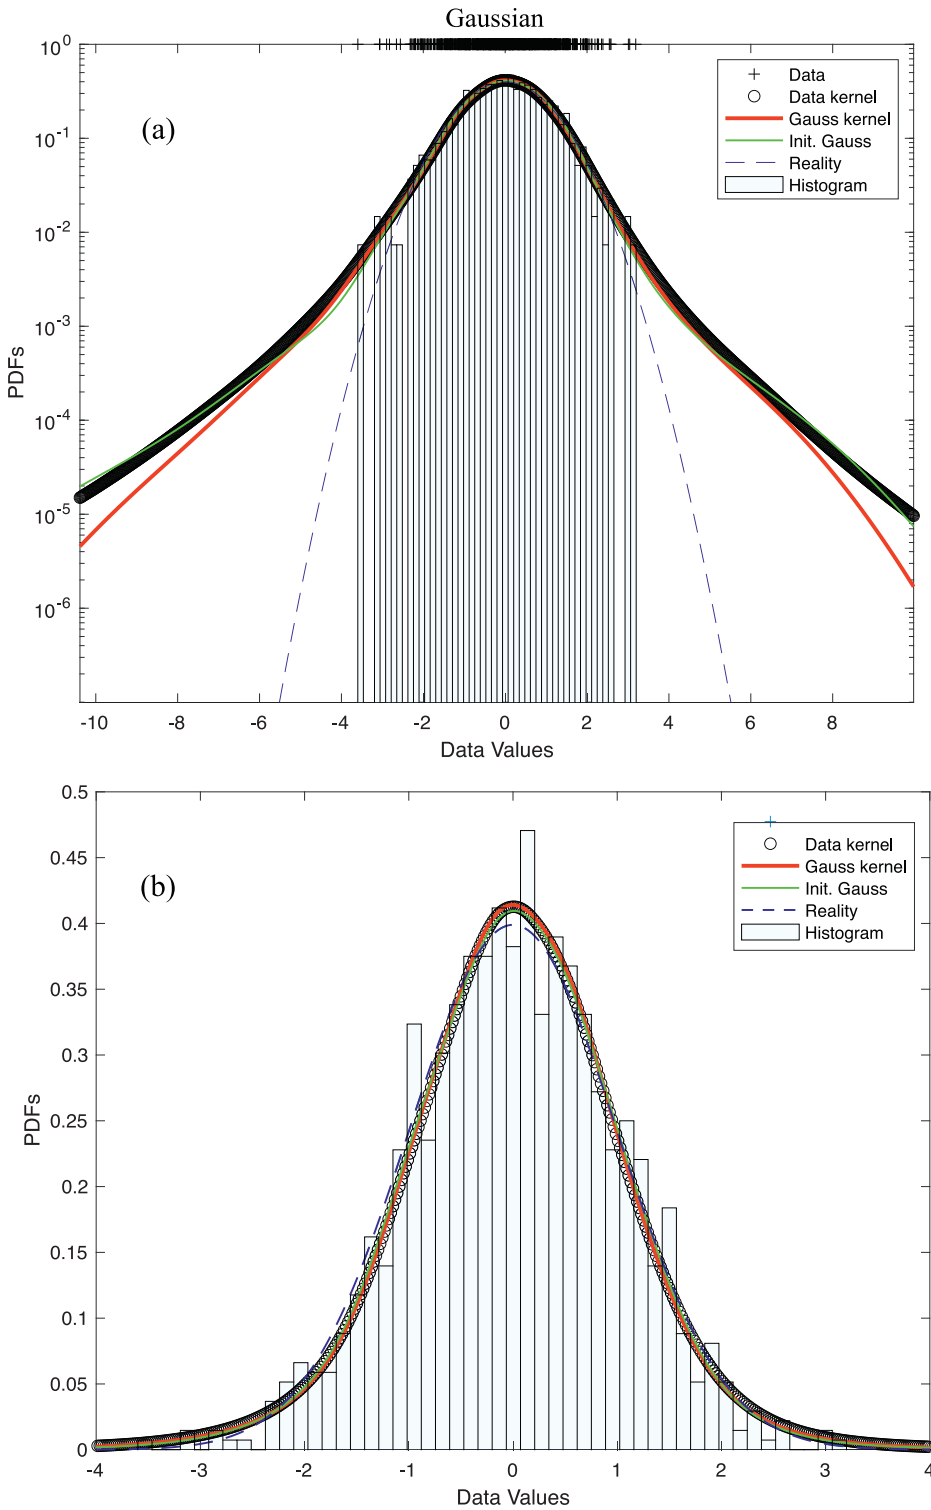 Gaussian
10^0
10^-1
10^-2
10^-3
10^-4
10^-5
10^-6
PDFs
(a)
+ Data
Data kernel
Gauss kernel
Init. Gauss
Reality
Histogram
-10 -8 -6 -4 -2 0 2 4 6 8
Data Values
0.5
0.45
0.4
0.35
0.3
0.25
0.2
0.15
0.1
0.05
0
PDFs
(b)
Data kernel
Gauss kernel
Init. Gauss
Reality
Histogram
-4 -3 -2 -1 0 1 2 3 4
Data Values